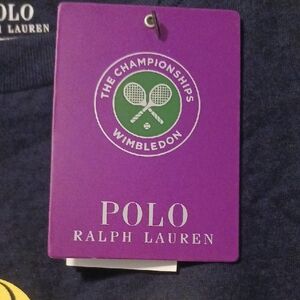 POLO
RALPH LAUREN
THE CHAMPIONSHIPS
WIMBLEDON
POLO
RALPH LAUREN